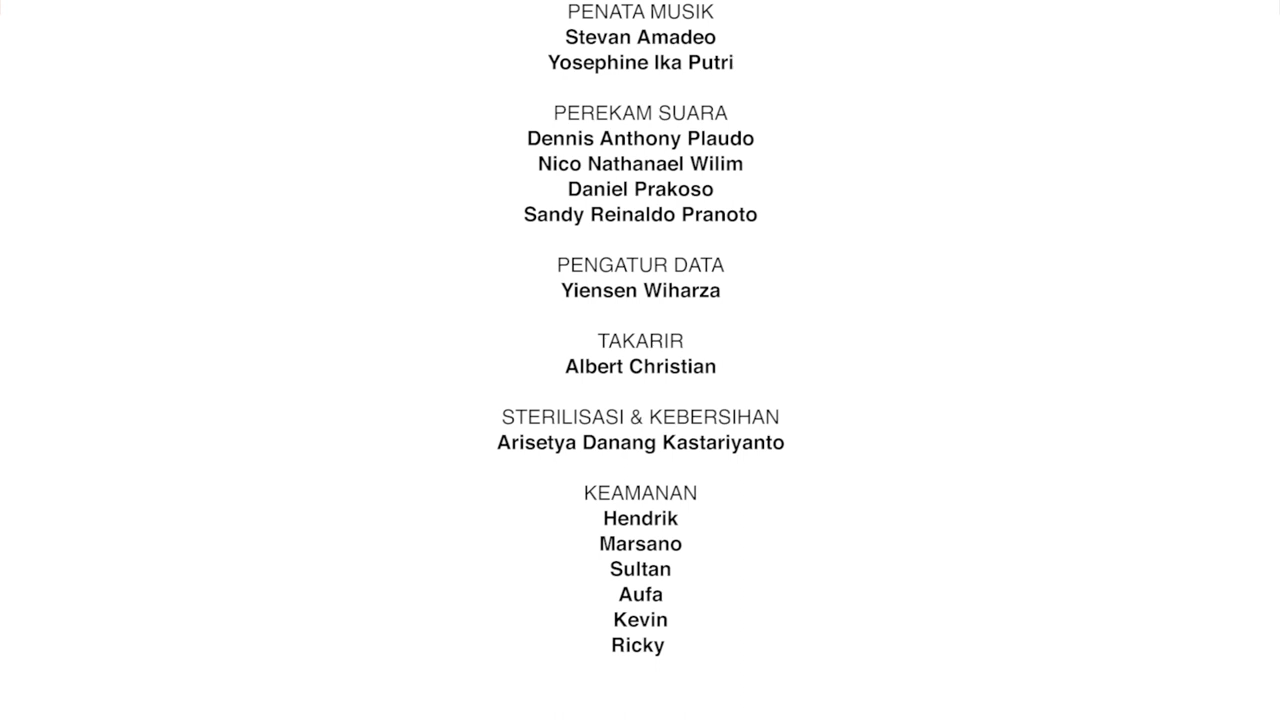 PENATA MUSIK
Stevan Amadeo
Yosephine Ika Putri
PEREKAM SUARA
Dennis Anthony Plaudo
Nico Nathanael Wilim
Daniel Prakoso
Sandy Reinaldo Pranoto
PENGATUR DATA
Yiensen Wiharza
TAKARIR
Albert Christian
STERILISASI & KEBERSIHAN
Arisetya Danang Kastariyanto
KEAMANAN
Hendrik
Marsano
Sultan
Aufa
Kevin
Ricky